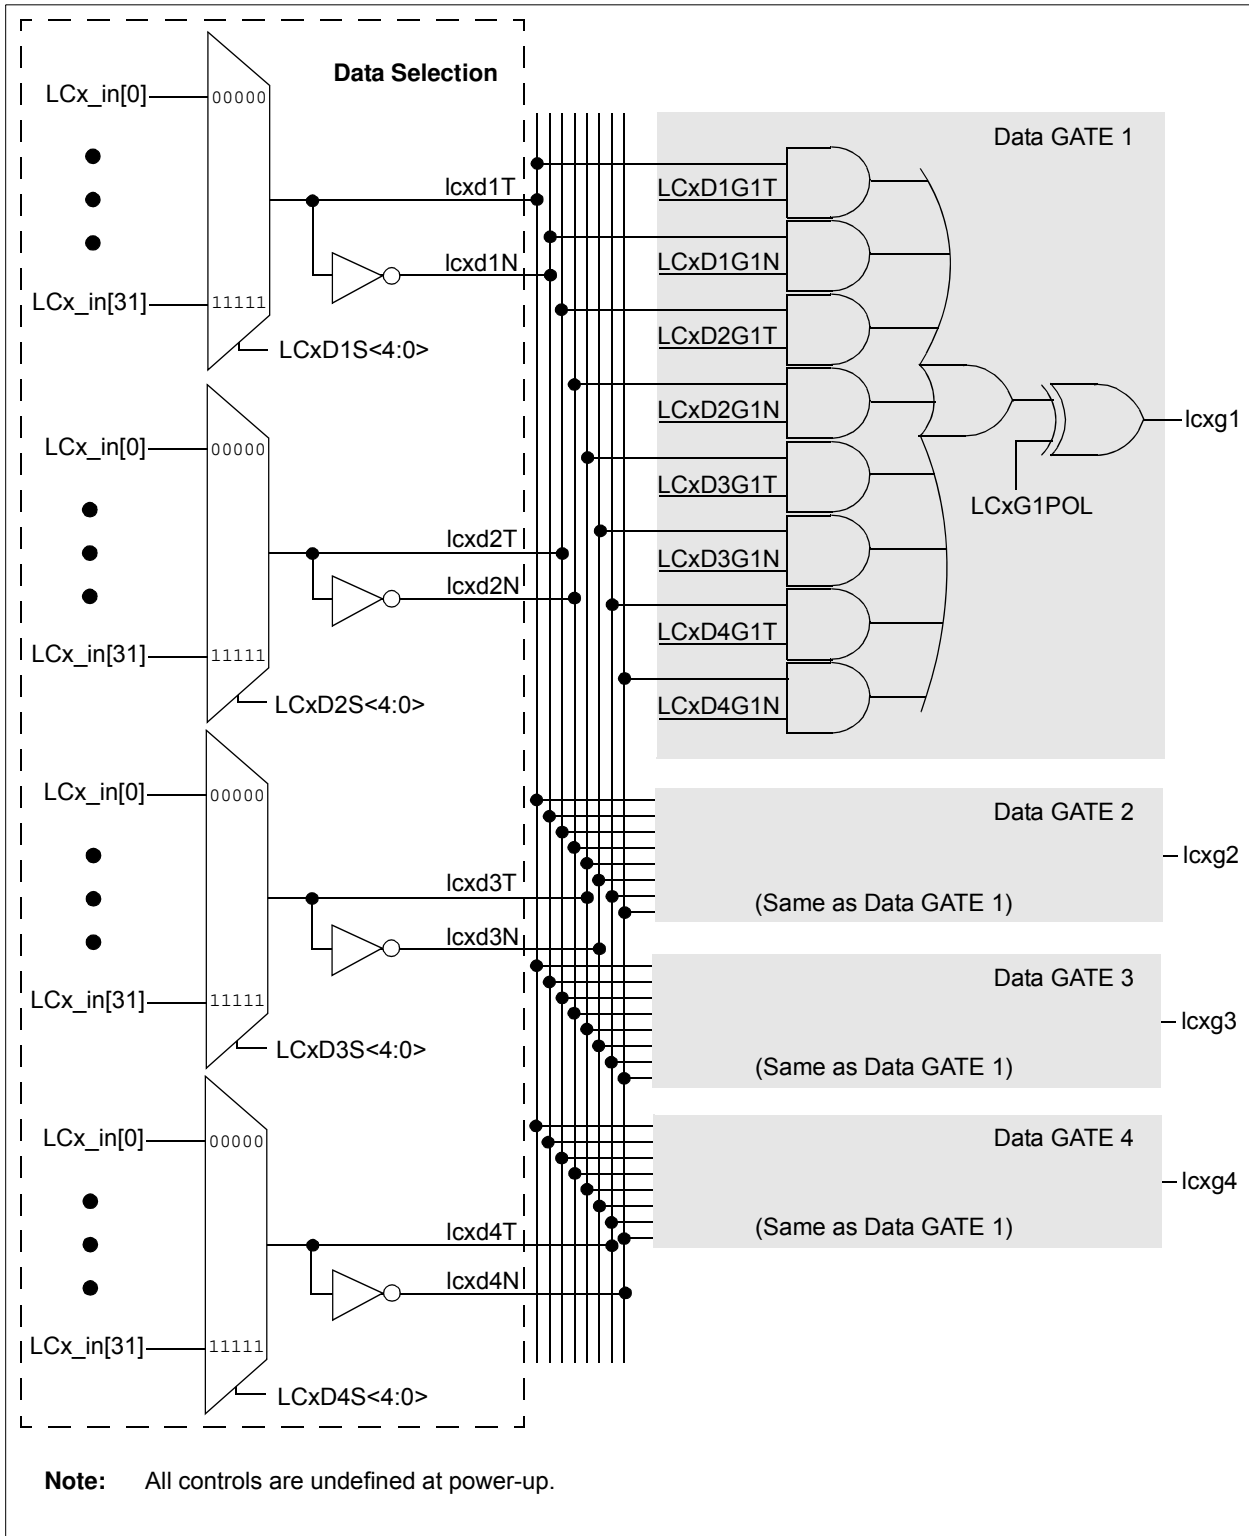 Data Selection
LCx_in[0]
00000
LCx_in[31]
11111
LCxD1S<4:0>
lcxd1T
lcxd1N
LCx_in[0]
00000
LCx_in[31]
11111
LCxD2S<4:0>
lcxd2T
lcxd2N
LCx_in[0]
00000
LCx_in[31]
11111
LCxD3S<4:0>
lcxd3T
lcxd3N
LCx_in[0]
00000
LCx_in[31]
11111
LCxD4S<4:0>
lcxd4T
lcxd4N
Data GATE 1
LCxD1G1T
LCxD1G1N
LCxD2G1T
LCxD2G1N
LCxD3G1T
LCxD3G1N
LCxD4G1T
LCxD4G1N
LCxG1POL
lcxg1
Data GATE 2
(Same as Data GATE 1)
lcxg2
Data GATE 3
(Same as Data GATE 1)
lcxg3
Data GATE 4
(Same as Data GATE 1)
lcxg4
Note: All controls are undefined at power-up.